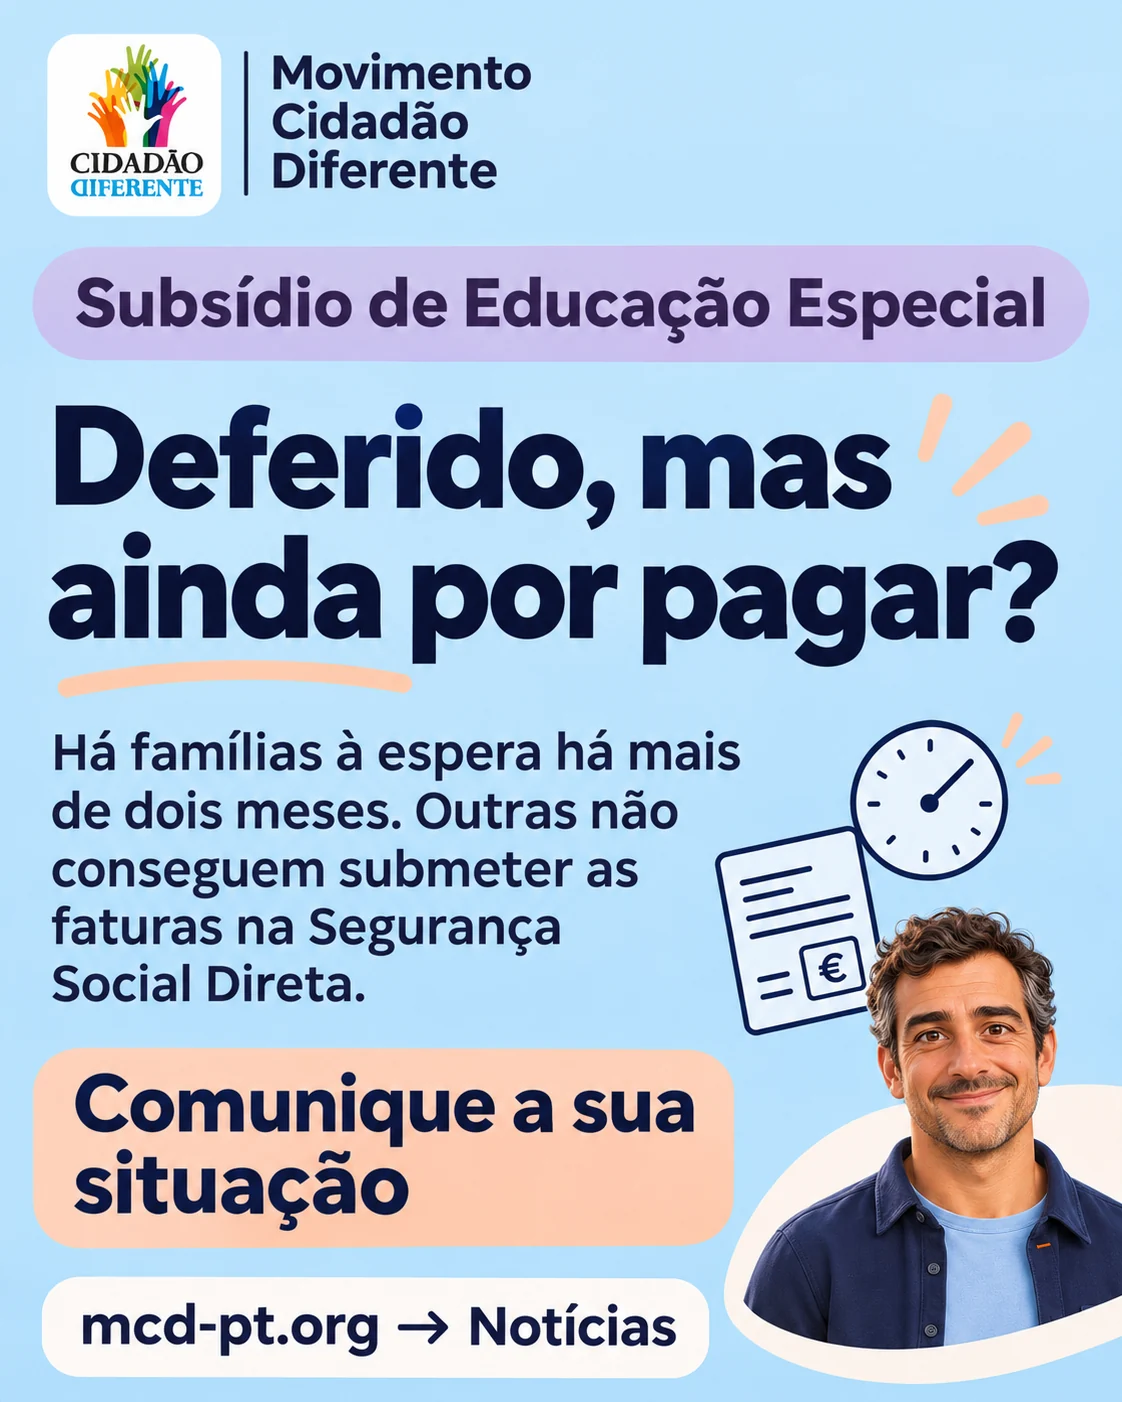 CIDADÃO
DIFERENTE
Movimento
Cidadão
Diferente
Subsídio de Educação Especial
Deferido, mas
ainda por pagar?
Há famílias à espera há mais
de dois meses. Outras não
conseguem submeter as
faturas na Segurança
Social Direta.
€
Comunique a sua
situação
mcd-pt.org → Notícias